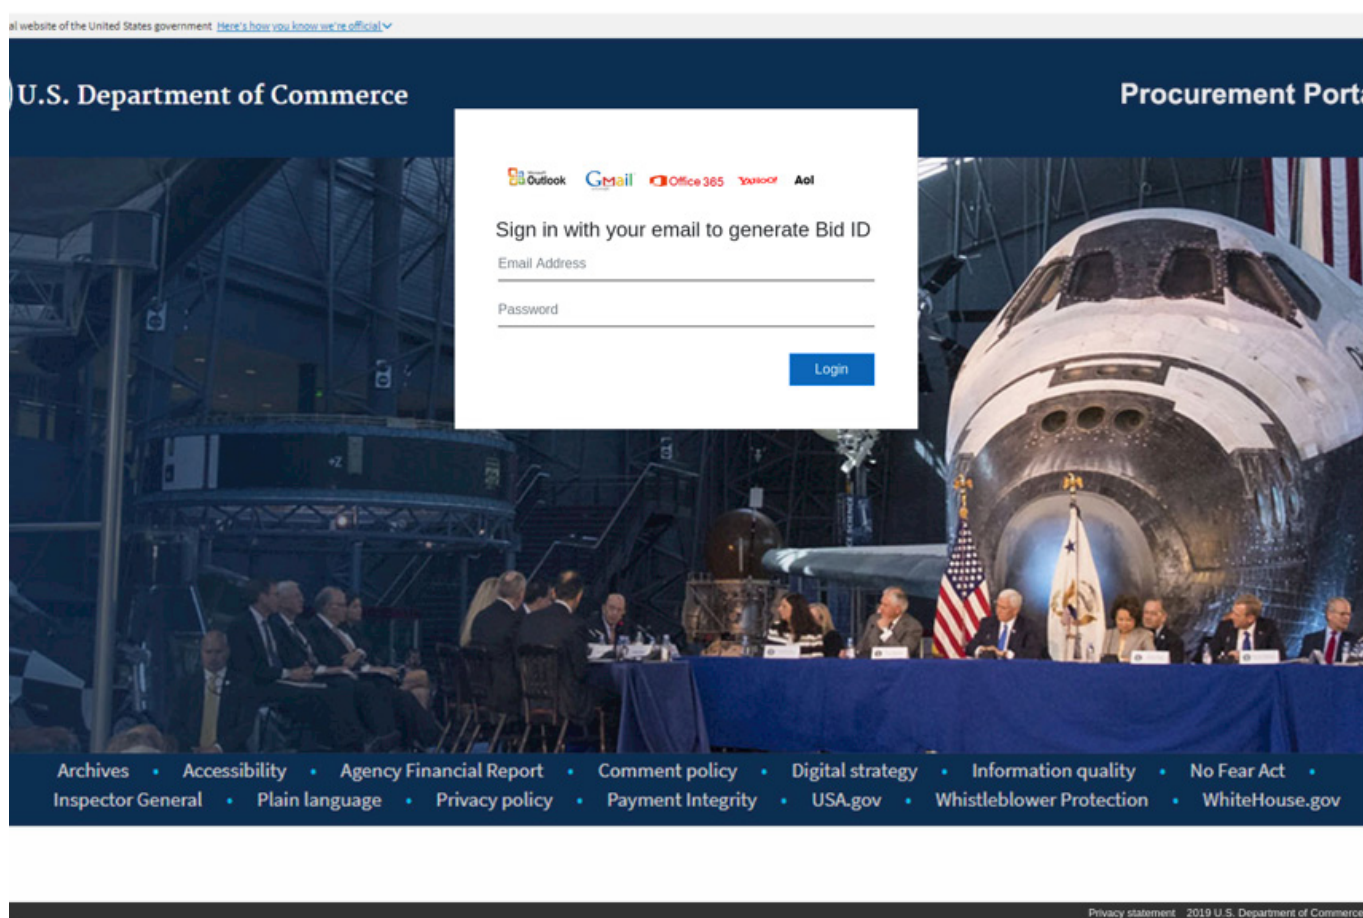 al website of the United States government Here's how you know we're official
U.S. Department of Commerce
Procurement Porta
Microsoft
Outlook GMail Office 365 YAHOO! Aol
Sign in with your email to generate Bid ID
Email Address
Password
Login
+Z
Archives • Accessibility • Agency Financial Report • Comment policy • Digital strategy • Information quality • No Fear Act •
Inspector General • Plain language • Privacy policy • Payment Integrity • USA.gov • Whistleblower Protection • WhiteHouse.gov
Privacy statement 2019 U.S. Department of Commerce